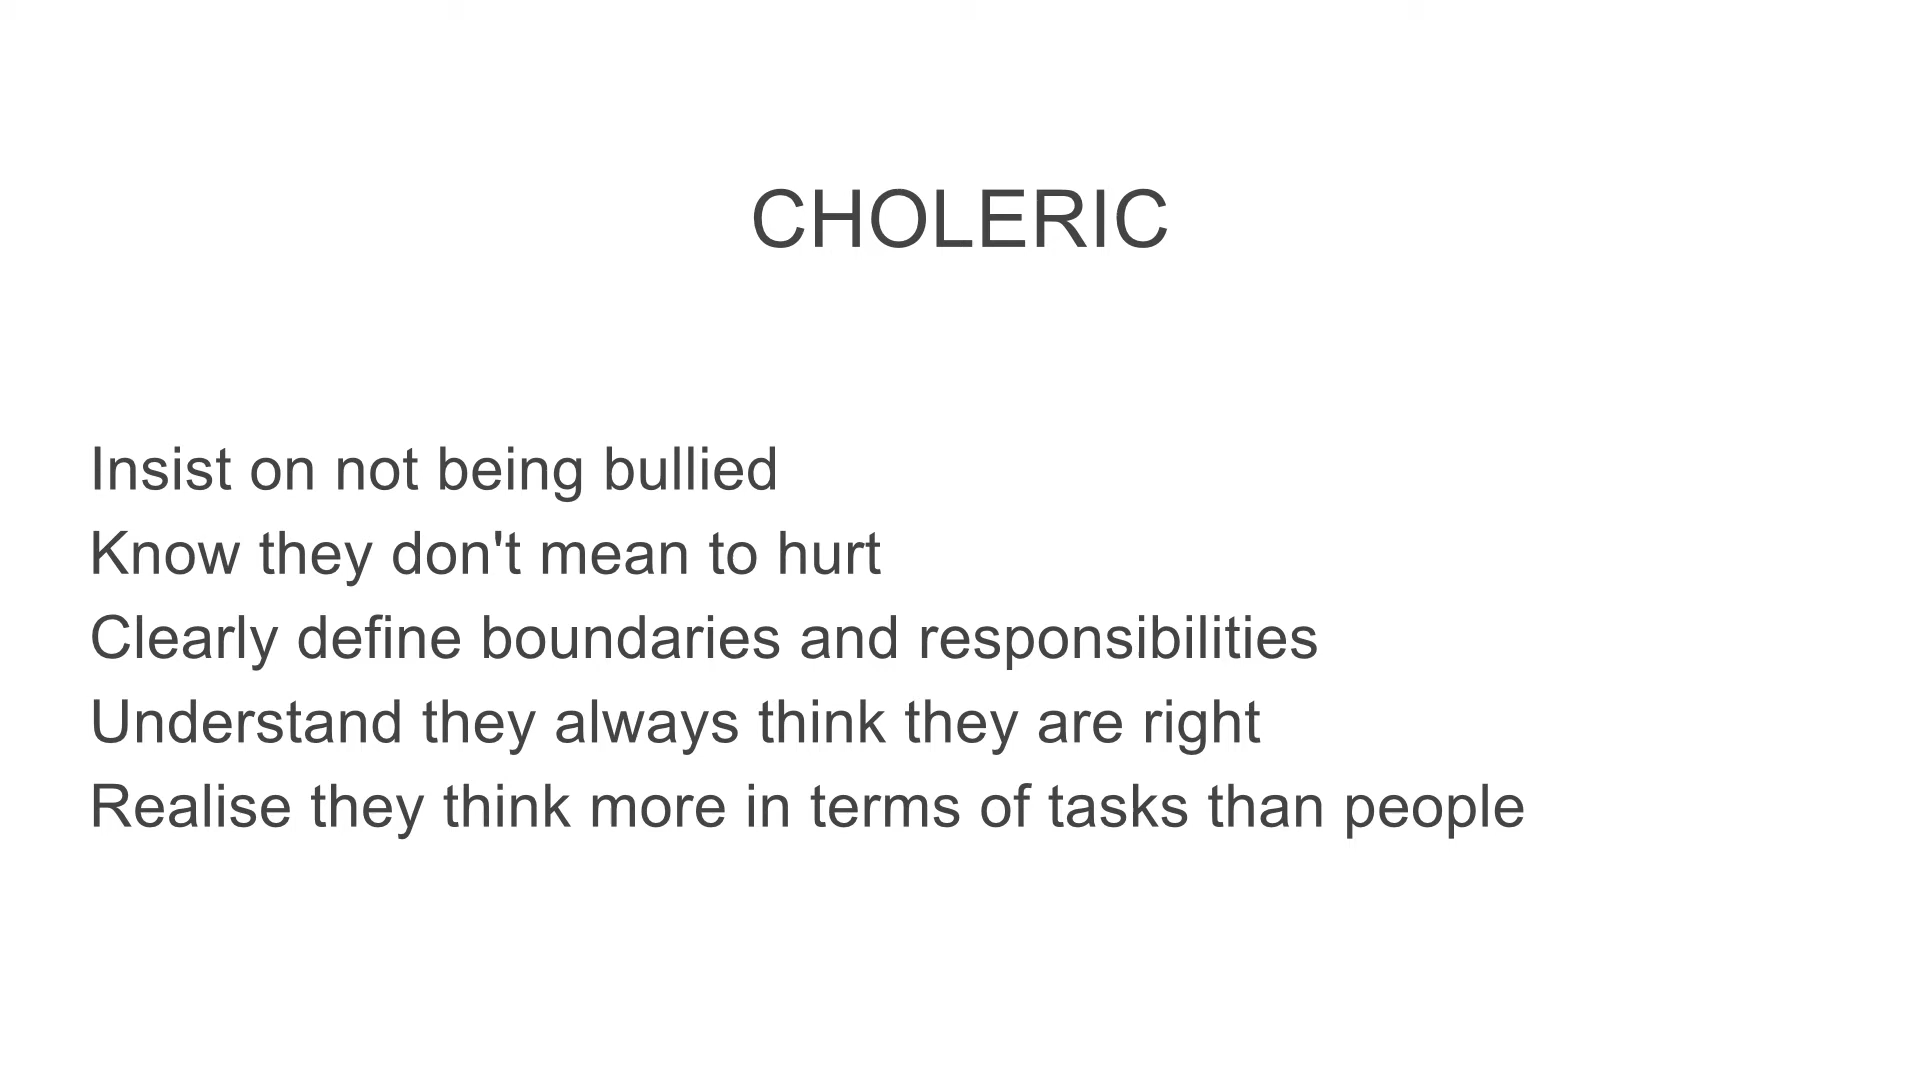 CHOLERIC
Insist on not being bullied
Know they don't mean to hurt
Clearly define boundaries and responsibilities
Understand they always think they are right
Realise they think more in terms of tasks than people